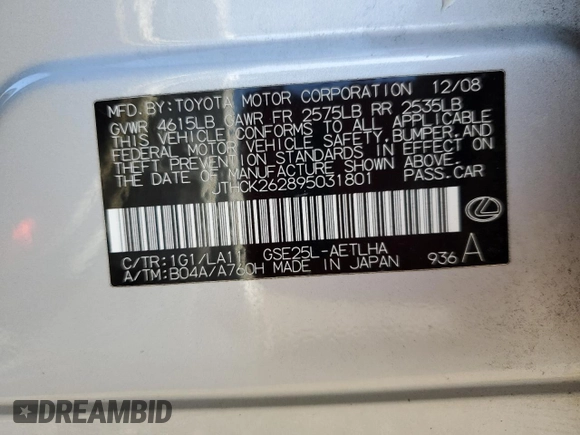 MFD.BY:TOYOTA MOTOR CORPORATION 12/08
GVWR 4615LB GAWR FR 2575LB RR 2535LB
THIS VEHICLE CONFORMS TO ALL APPLICABLE
FEDERAL MOTOR VEHICLE SAFETY,BUMPER,AND
THEFT PREVENTION STANDARDS IN EFFECT ON
THE DATE OF MANUFACTURE SHOWN ABOVE.
JTHCK262895031801 PASS.CAR
C/TR:1G1/LA11 GSE25L-AETLHA
A/TM:B04A/A760H MADE IN JAPAN 936 A
DREAMBID